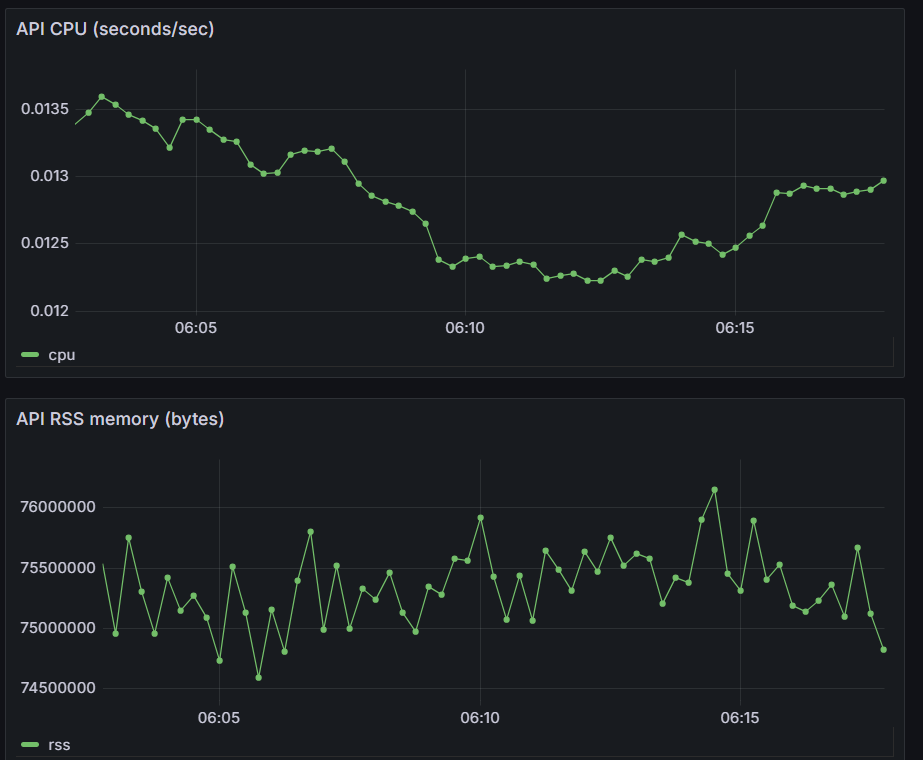 API CPU (seconds/sec)
0.0135
0.013
0.0125
0.012
06:05 06:10 06:15
cpu
API RSS memory (bytes)
76000000
75500000
75000000
74500000
06:05 06:10 06:15
rss